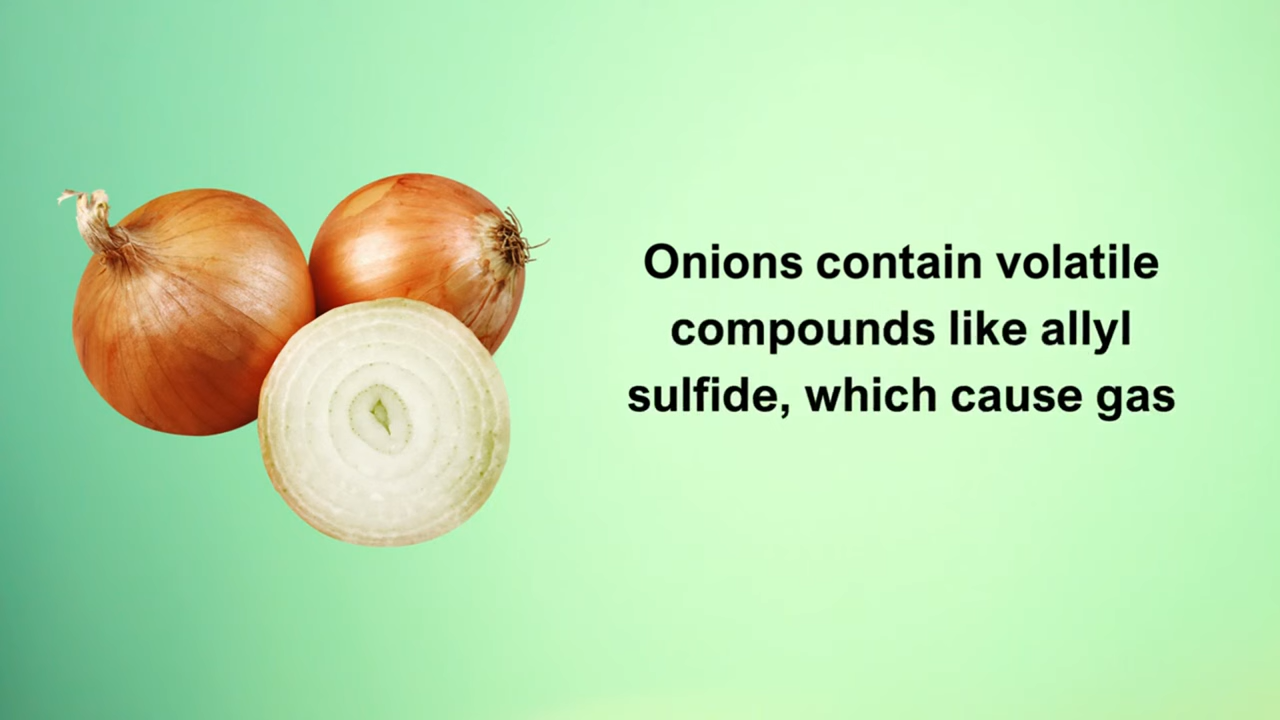 Onions contain volatile
compounds like allyl
sulfide, which cause gas